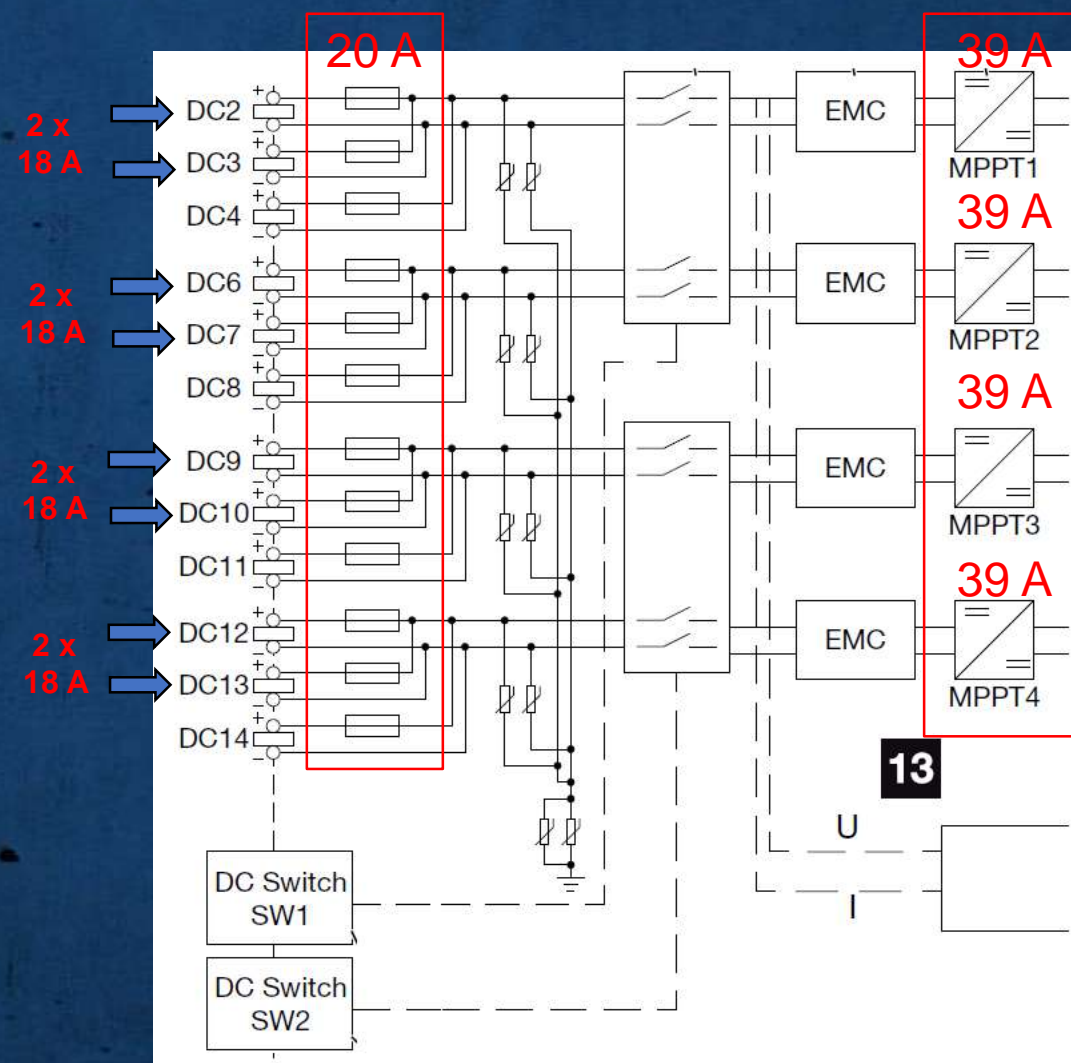 20 A
39 A
DC2
EMC
2 x
18 A
DC3
MPPT1
DC4
39 A
DC6
EMC
2 x
18 A
DC7
MPPT2
DC8
39 A
DC9
EMC
2 x
18 A
DC10
MPPT3
DC11
39 A
DC12
EMC
2 x
18 A
DC13
MPPT4
DC14
13
U
I
DC Switch
SW1
DC Switch
SW2